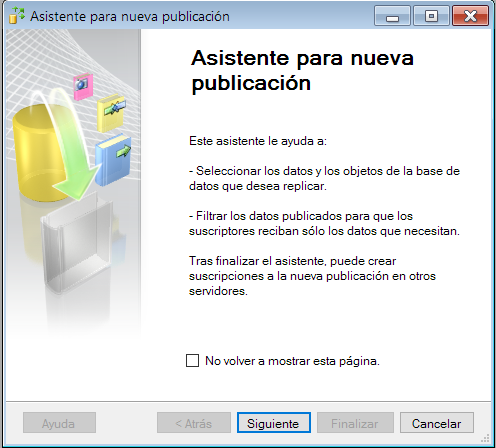 Asistente para nueva publicación
Asistente para nueva
publicación
Este asistente le ayuda a:
- Seleccionar los datos y los objetos de la base de
datos que desea replicar.
- Filtrar los datos publicados para que los
suscriptores reciban sólo los datos que necesitan.
Tras finalizar el asistente, puede crear
suscripciones a la nueva publicación en otros
servidores.
No volver a mostrar esta página.
Ayuda
< Atrás
Siguiente
Finalizar
Cancelar